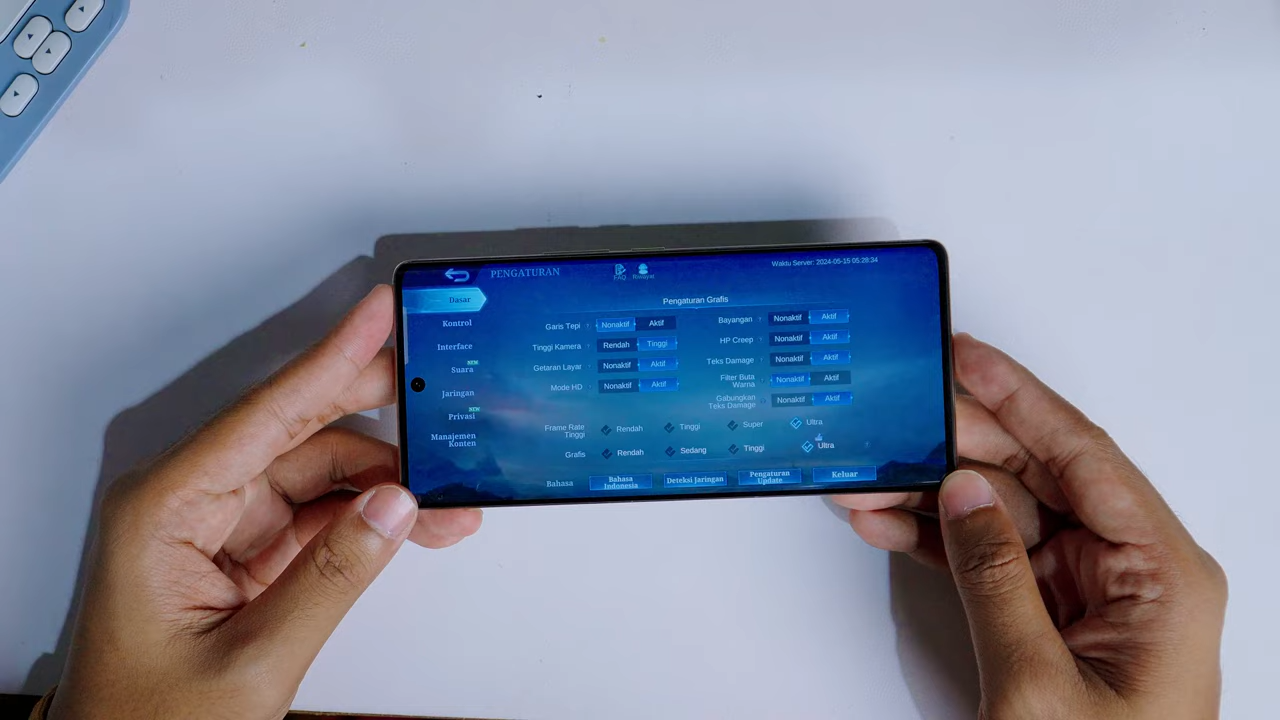 PENGATURAN
FAQ
Riwayat
Waktu Server: 2024-05-15 05:29:34
Dasar
Kontrol
Interface
Suara NEW
Jaringan
Privasi NEW
Manajemen
Konten
Pengaturan Grafis
Garis Tepi Nonaktif Aktif
Bayangan Nonaktif Aktif
Tinggi Kamera Rendah Tinggi
HP Creep Nonaktif Aktif
Getaran Layar Nonaktif Aktif
Teks Damage Nonaktif Aktif
Mode HD Nonaktif Aktif
Filter Buta
Warna Nonaktif Aktif
Gabungkan
Teks Damage Nonaktif Aktif
Frame Rate
Tinggi Rendah Tinggi Super Ultra
Grafis Rendah Sedang Tinggi Ultra
Bahasa
Bahasa
Indonesia
Deteksi Jaringan
Pengaturan
Update
Keluar